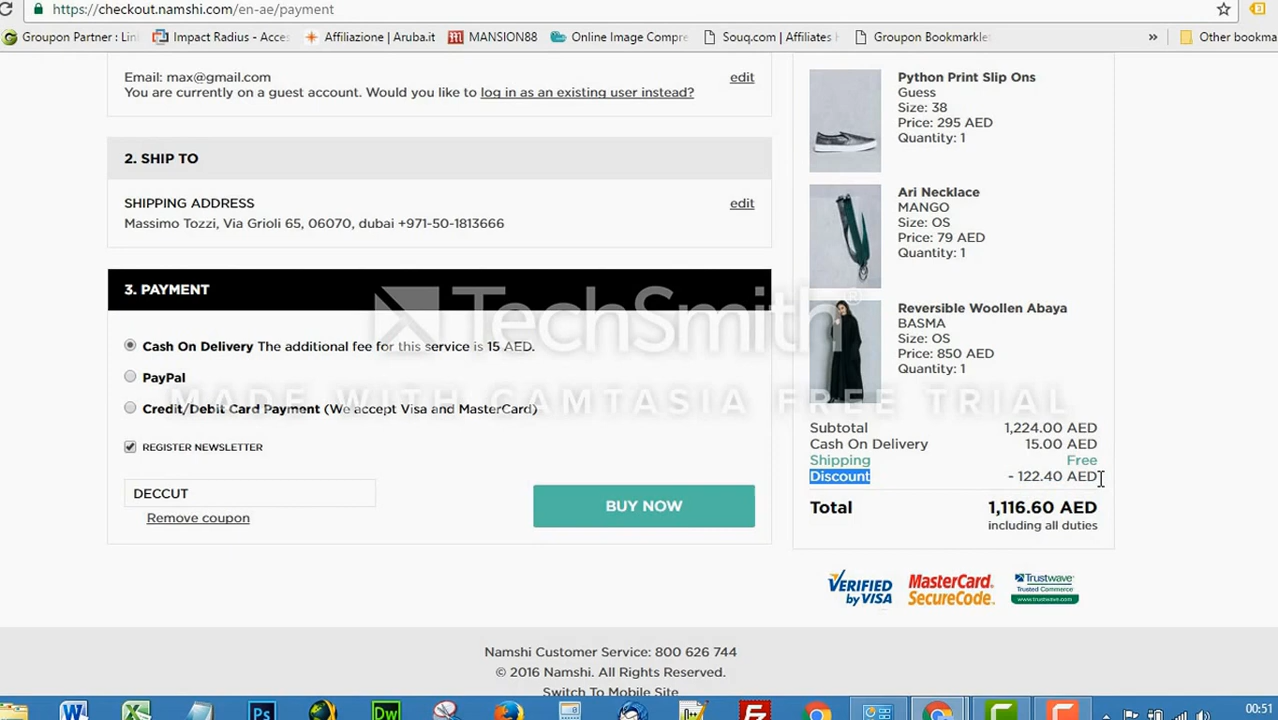 https://checkout.namshi.com/en-ae/payment
Groupon Partner : Lin
Impact Radius - Acces
Affiliazione | Aruba.it
MANSION88
Online Image Compre
Souq.com | Affiliates
Groupon Bookmarkle
»
Other bookma
Email: max@gmail.com
edit
You are currently on a guest account. Would you like to log in as an existing user instead?
2. SHIP TO
SHIPPING ADDRESS
edit
Massimo Tozzi, Via Grioli 65, 06070, dubai +971-50-1813666
3. PAYMENT
Cash On Delivery The additional fee for this service is 15 AED.
PayPal
Credit/Debit Card Payment (We accept Visa and MasterCard)
REGISTER NEWSLETTER
DECCUT
Remove coupon
BUY NOW
Python Print Slip Ons
Guess
Size: 38
Price: 295 AED
Quantity: 1
Ari Necklace
MANGO
Size: OS
Price: 79 AED
Quantity: 1
Reversible Woollen Abaya
BASMA
Size: OS
Price: 850 AED
Quantity: 1
Subtotal 1,224.00 AED
Cash On Delivery 15.00 AED
Shipping Free
Discount - 122.40 AED
Total 1,116.60 AED
including all duties
VERIFIED by VISA
MasterCard. SecureCode.
Trustwave
Trusted Commerce
www.trustwave.com
TechSmith
MADE WITH CAMTASIA FREE TRIAL
Namshi Customer Service: 800 626 744
© 2016 Namshi. All Rights Reserved.
Switch To Mobile Site
Ps
Dw
Fz
00:51